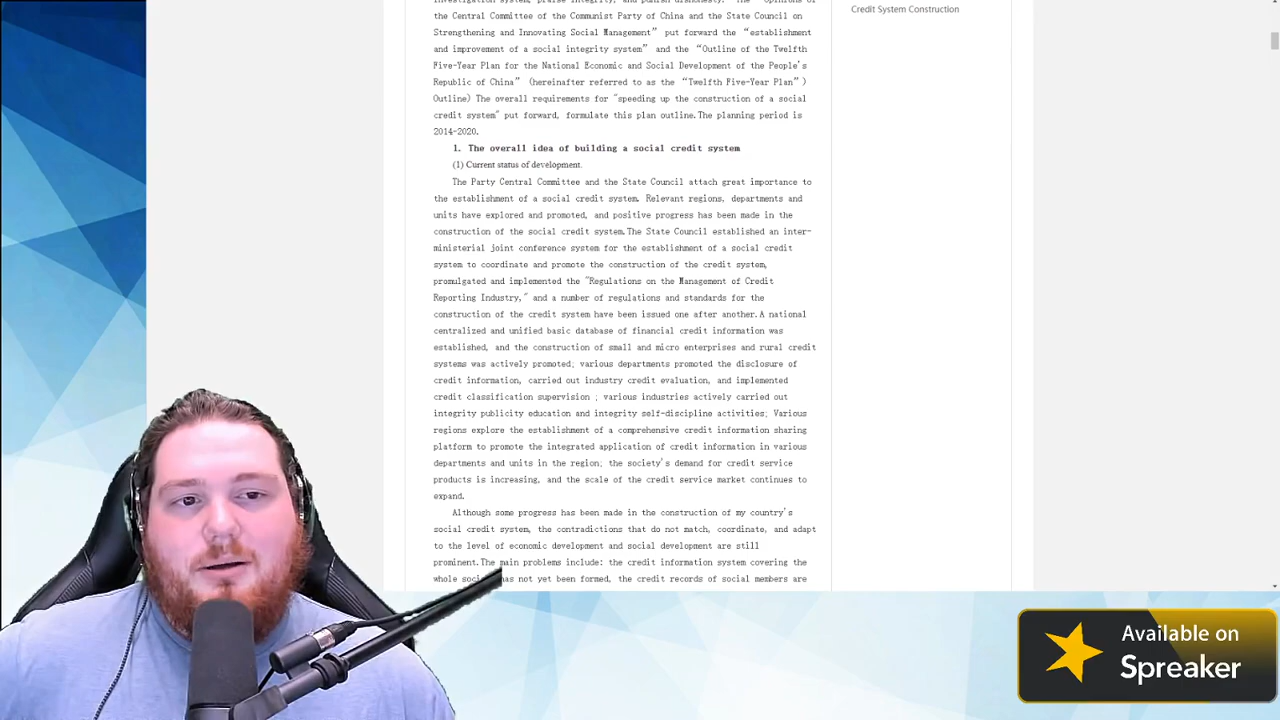 investigation system, praise integrity, and punish dishonesty. The "Opinions of
the Central Committee of the Communist Party of China and the State Council on
Strengthening and Innovating Social Management” put forward the “establishment
and improvement of a social integrity system” and the “Outline of the Twelfth
Five-Year Plan for the National Economic and Social Development of the People's
Republic of China” (hereinafter referred to as the “Twelfth Five-Year Plan”)
Outline) The overall requirements for "speeding up the construction of a social
credit system" put forward, formulate this plan outline.The planning period is
2014-2020.
1. The overall idea of building a social credit system
(1) Current status of development.
The Party Central Committee and the State Council attach great importance to
the establishment of a social credit system. Relevant regions, departments and
units have explored and promoted, and positive progress has been made in the
construction of the social credit system.The State Council established an inter-
ministerial joint conference system for the establishment of a social credit
system to coordinate and promote the construction of the credit system,
promulgated and implemented the "Regulations on the Management of Credit
Reporting Industry," and a number of regulations and standards for the
construction of the credit system have been issued one after another.A national
centralized and unified basic database of financial credit information was
established, and the construction of small and micro enterprises and rural credit
systems was actively promoted; various departments promoted the disclosure of
credit information, carried out industry credit evaluation, and implemented
credit classification supervision ; various industries actively carried out
integrity publicity education and integrity self-discipline activities; Various
regions explore the establishment of a comprehensive credit information sharing
platform to promote the integrated application of credit information in various
departments and units in the region; the society's demand for credit service
products is increasing, and the scale of the credit service market continues to
expand.
Although some progress has been made in the construction of my country's
social credit system, the contradictions that do not match, coordinate, and adapt
to the level of economic development and social development are still
prominent.The main problems include: the credit information system covering the
whole has not yet been formed, the credit records of social members are
Credit System Construction
Available on
Spreaker